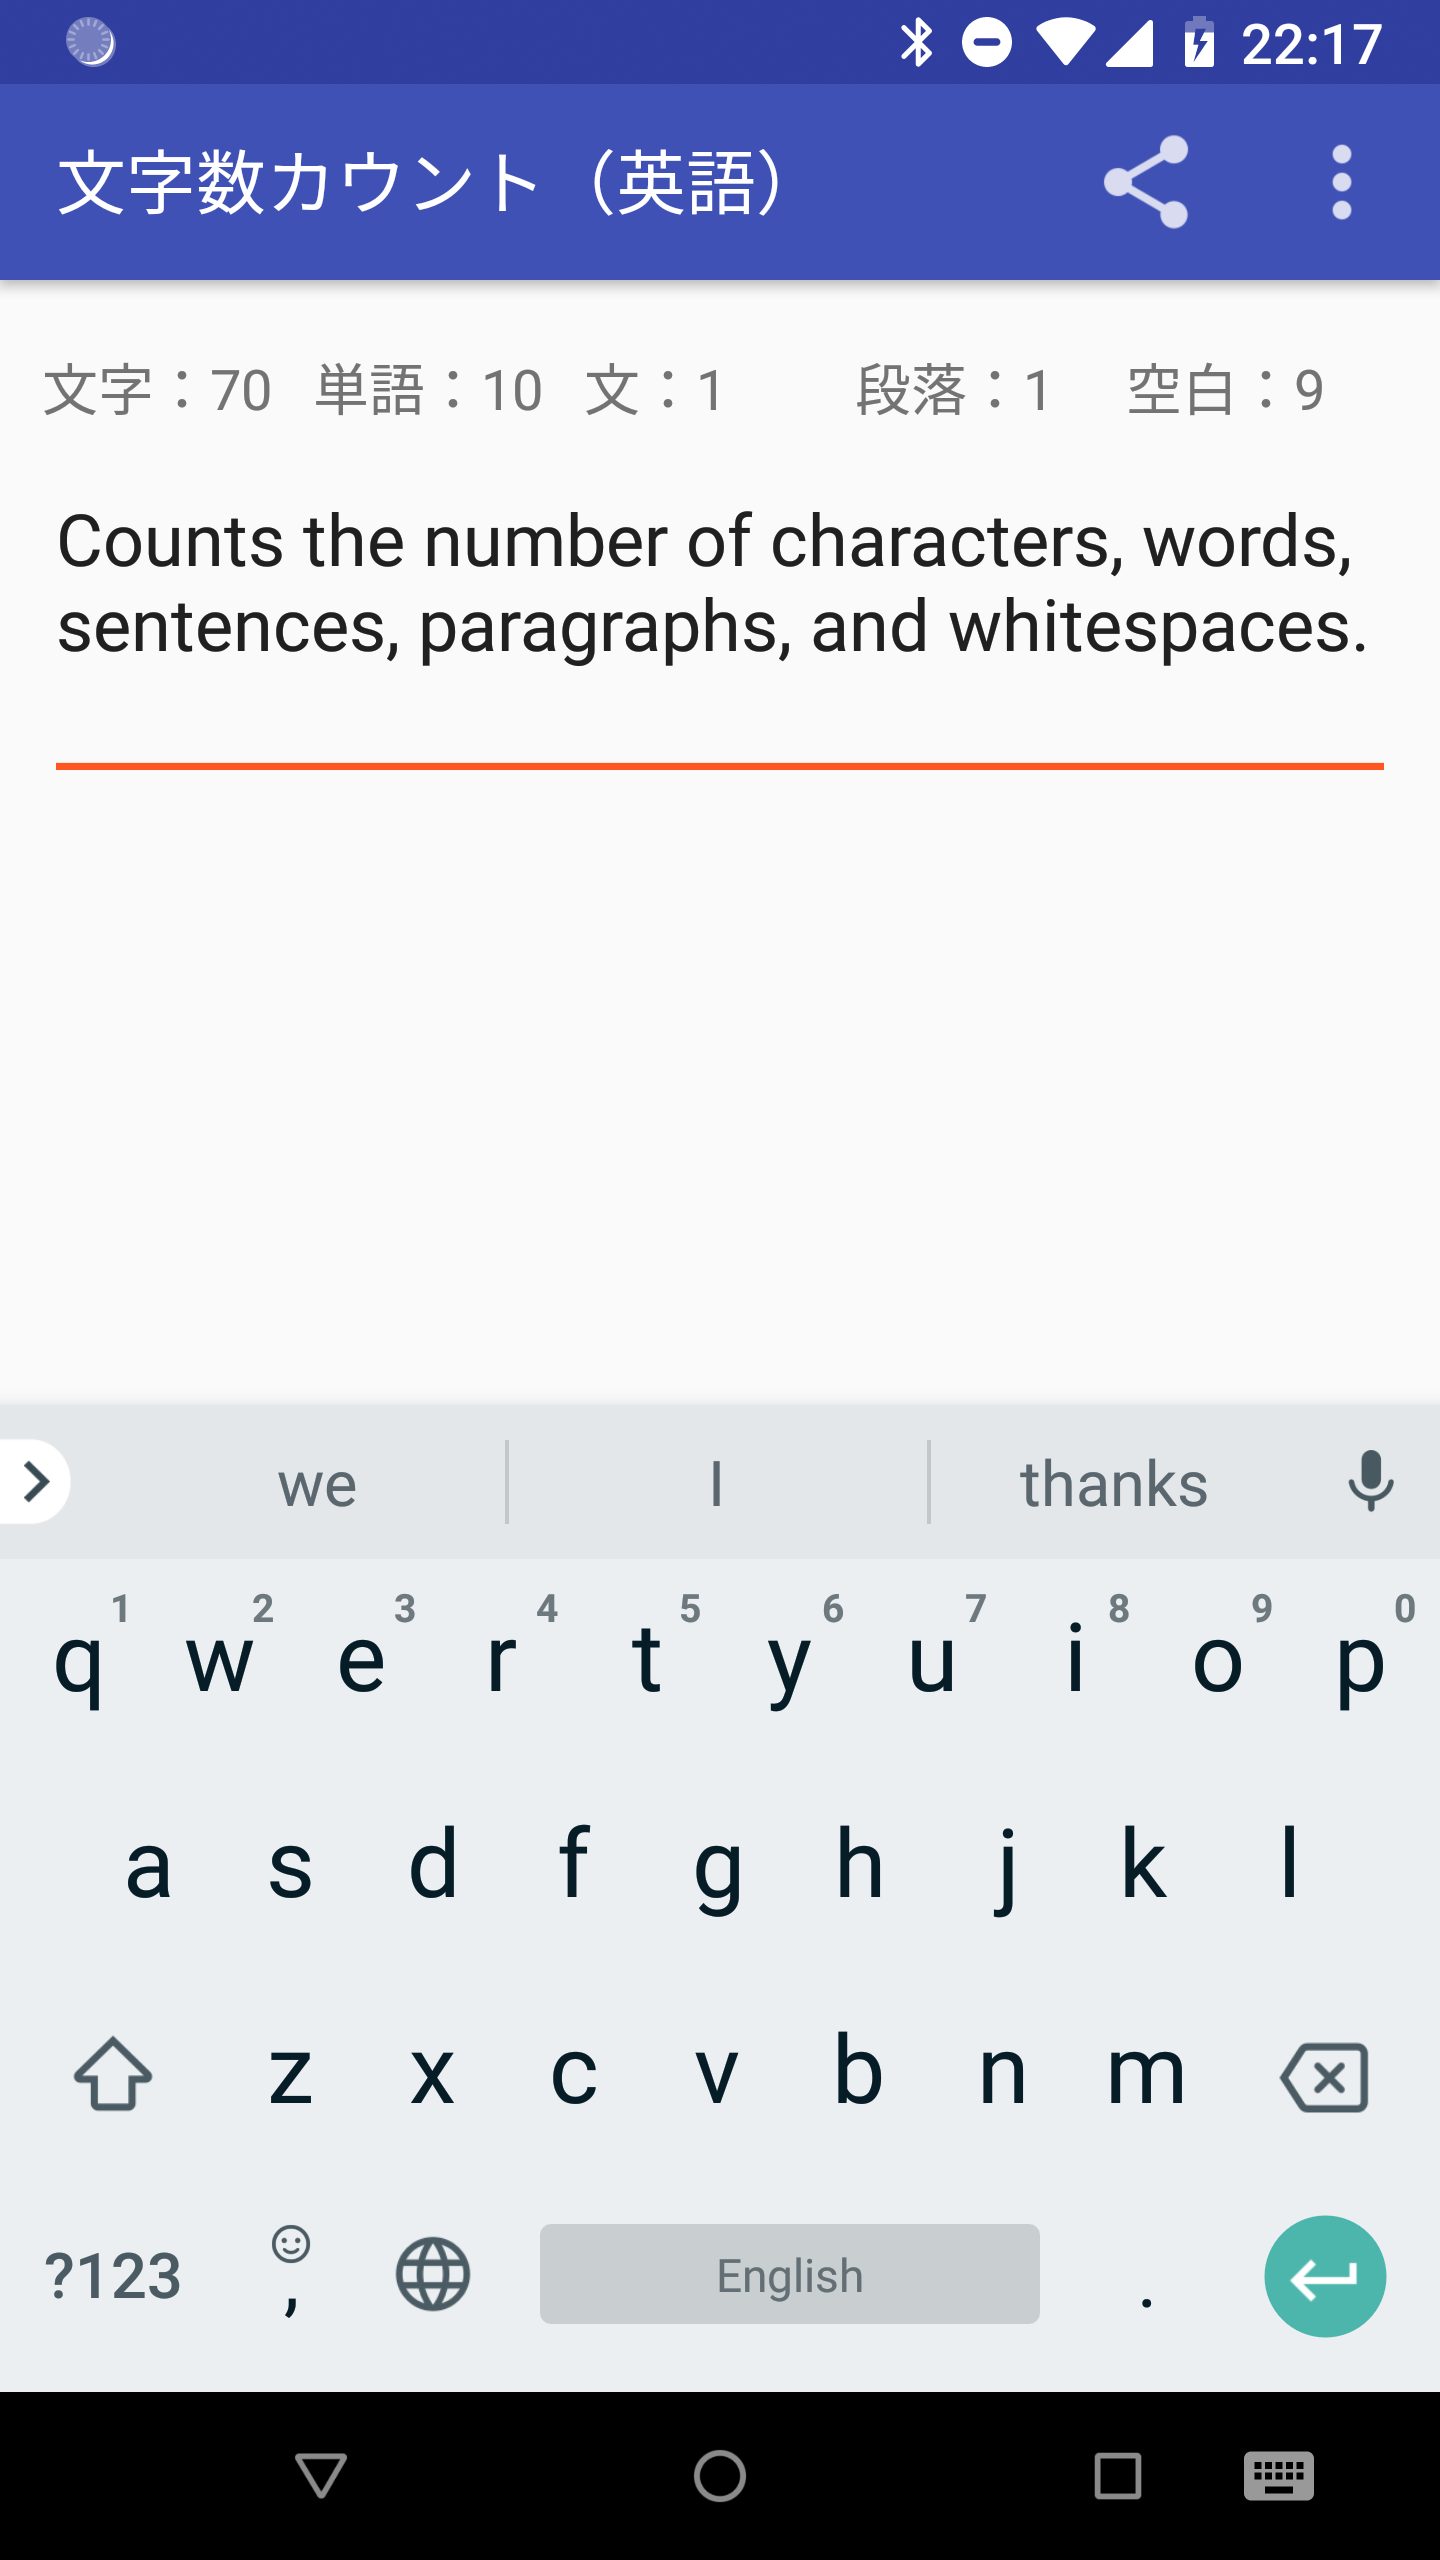 22:17
文字数カウント（英語）
文字：70 単語：10 文：1 段落：1 空白：9
Counts the number of characters, words,
sentences, paragraphs, and whitespaces.
we I thanks
1 2 3 4 5 6 7 8 9 0
q w e r t y u i o p
a s d f g h j k l
z x c v b n m
?123 , English .